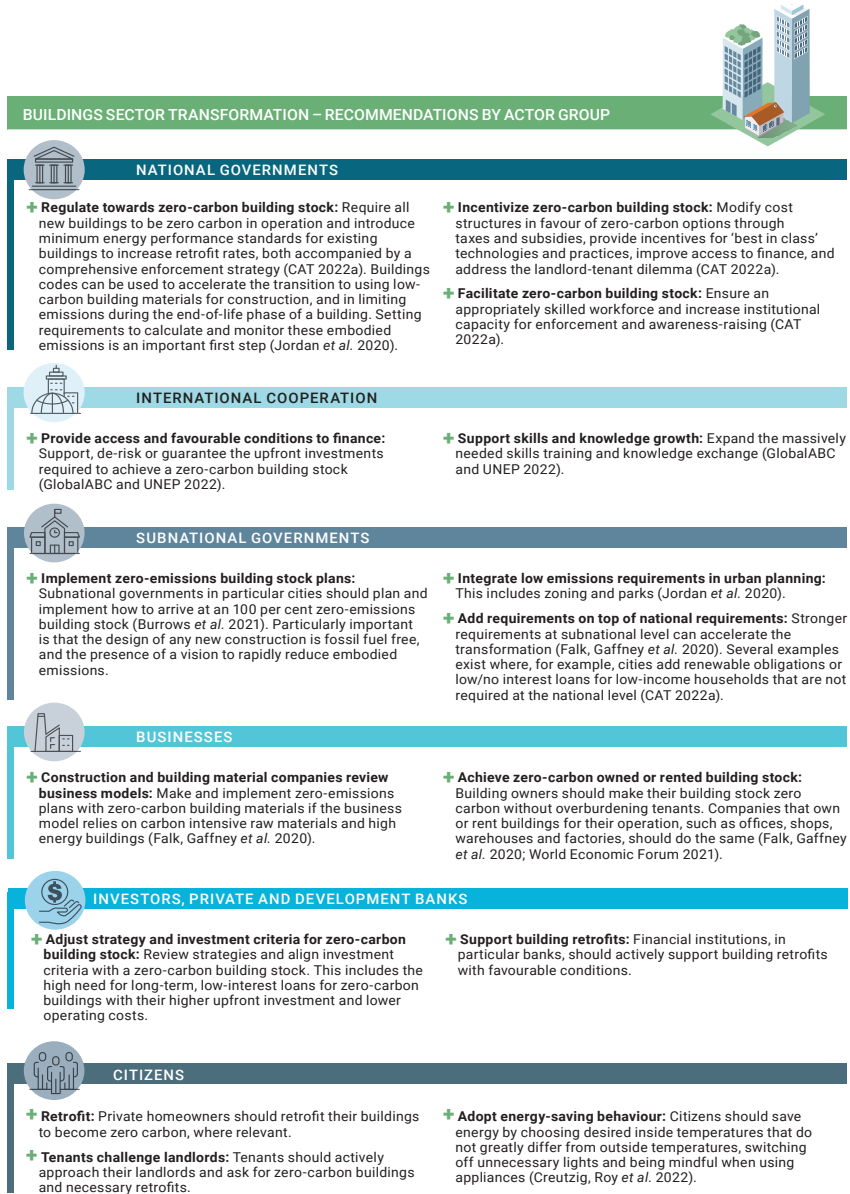 BUILDINGS SECTOR TRANSFORMATION – RECOMMENDATIONS BY ACTOR GROUP
NATIONAL GOVERNMENTS
+ Regulate towards zero-carbon building stock: Require all
new buildings to be zero carbon in operation and introduce
minimum energy performance standards for existing
buildings to increase retrofit rates, both accompanied by a
comprehensive enforcement strategy (CAT 2022a). Buildings
codes can be used to accelerate the transition to using low-
carbon building materials for construction, and in limiting
emissions during the end-of-life phase of a building. Setting
requirements to calculate and monitor these embodied
emissions is an important first step (Jordan et al. 2020).
+ Incentivize zero-carbon building stock: Modify cost
structures in favour of zero-carbon options through
taxes and subsidies, provide incentives for ‘best in class’
technologies and practices, improve access to finance, and
address the landlord-tenant dilemma (CAT 2022a).
+ Facilitate zero-carbon building stock: Ensure an
appropriately skilled workforce and increase institutional
capacity for enforcement and awareness-raising (CAT
2022a).
INTERNATIONAL COOPERATION
+ Provide access and favourable conditions to finance:
Support, de-risk or guarantee the upfront investments
required to achieve a zero-carbon building stock
(GlobalABC and UNEP 2022).
+ Support skills and knowledge growth: Expand the massively
needed skills training and knowledge exchange (GlobalABC
and UNEP 2022).
SUBNATIONAL GOVERNMENTS
+ Implement zero-emissions building stock plans:
Subnational governments in particular cities should plan and
implement how to arrive at an 100 per cent zero-emissions
building stock (Burrows et al. 2021). Particularly important
is that the design of any new construction is fossil fuel free,
and the presence of a vision to rapidly reduce embodied
emissions.
+ Integrate low emissions requirements in urban planning:
This includes zoning and parks (Jordan et al. 2020).
+ Add requirements on top of national requirements: Stronger
requirements at subnational level can accelerate the
transformation (Falk, Gaffney et al. 2020). Several examples
exist where, for example, cities add renewable obligations or
low/no interest loans for low-income households that are not
required at the national level (CAT 2022a).
BUSINESSES
+ Construction and building material companies review
business models: Make and implement zero-emissions
plans with zero-carbon building materials if the business
model relies on carbon intensive raw materials and high
energy buildings (Falk, Gaffney et al. 2020).
+ Achieve zero-carbon owned or rented building stock:
Building owners should make their building stock zero
carbon without overburdening tenants. Companies that own
or rent buildings for their operation, such as offices, shops,
warehouses and factories, should do the same (Falk, Gaffney
et al. 2020; World Economic Forum 2021).
INVESTORS, PRIVATE AND DEVELOPMENT BANKS
+ Adjust strategy and investment criteria for zero-carbon
building stock: Review strategies and align investment
criteria with a zero-carbon building stock. This includes the
high need for long-term, low-interest loans for zero-carbon
buildings with their higher upfront investment and lower
operating costs.
+ Support building retrofits: Financial institutions, in
particular banks, should actively support building retrofits
with favourable conditions.
CITIZENS
+ Retrofit: Private homeowners should retrofit their buildings
to become zero carbon, where relevant.
+ Tenants challenge landlords: Tenants should actively
approach their landlords and ask for zero-carbon buildings
and necessary retrofits.
+ Adopt energy-saving behaviour: Citizens should save
energy by choosing desired inside temperatures that do
not greatly differ from outside temperatures, switching
off unnecessary lights and being mindful when using
appliances (Creutzig, Roy et al. 2022).